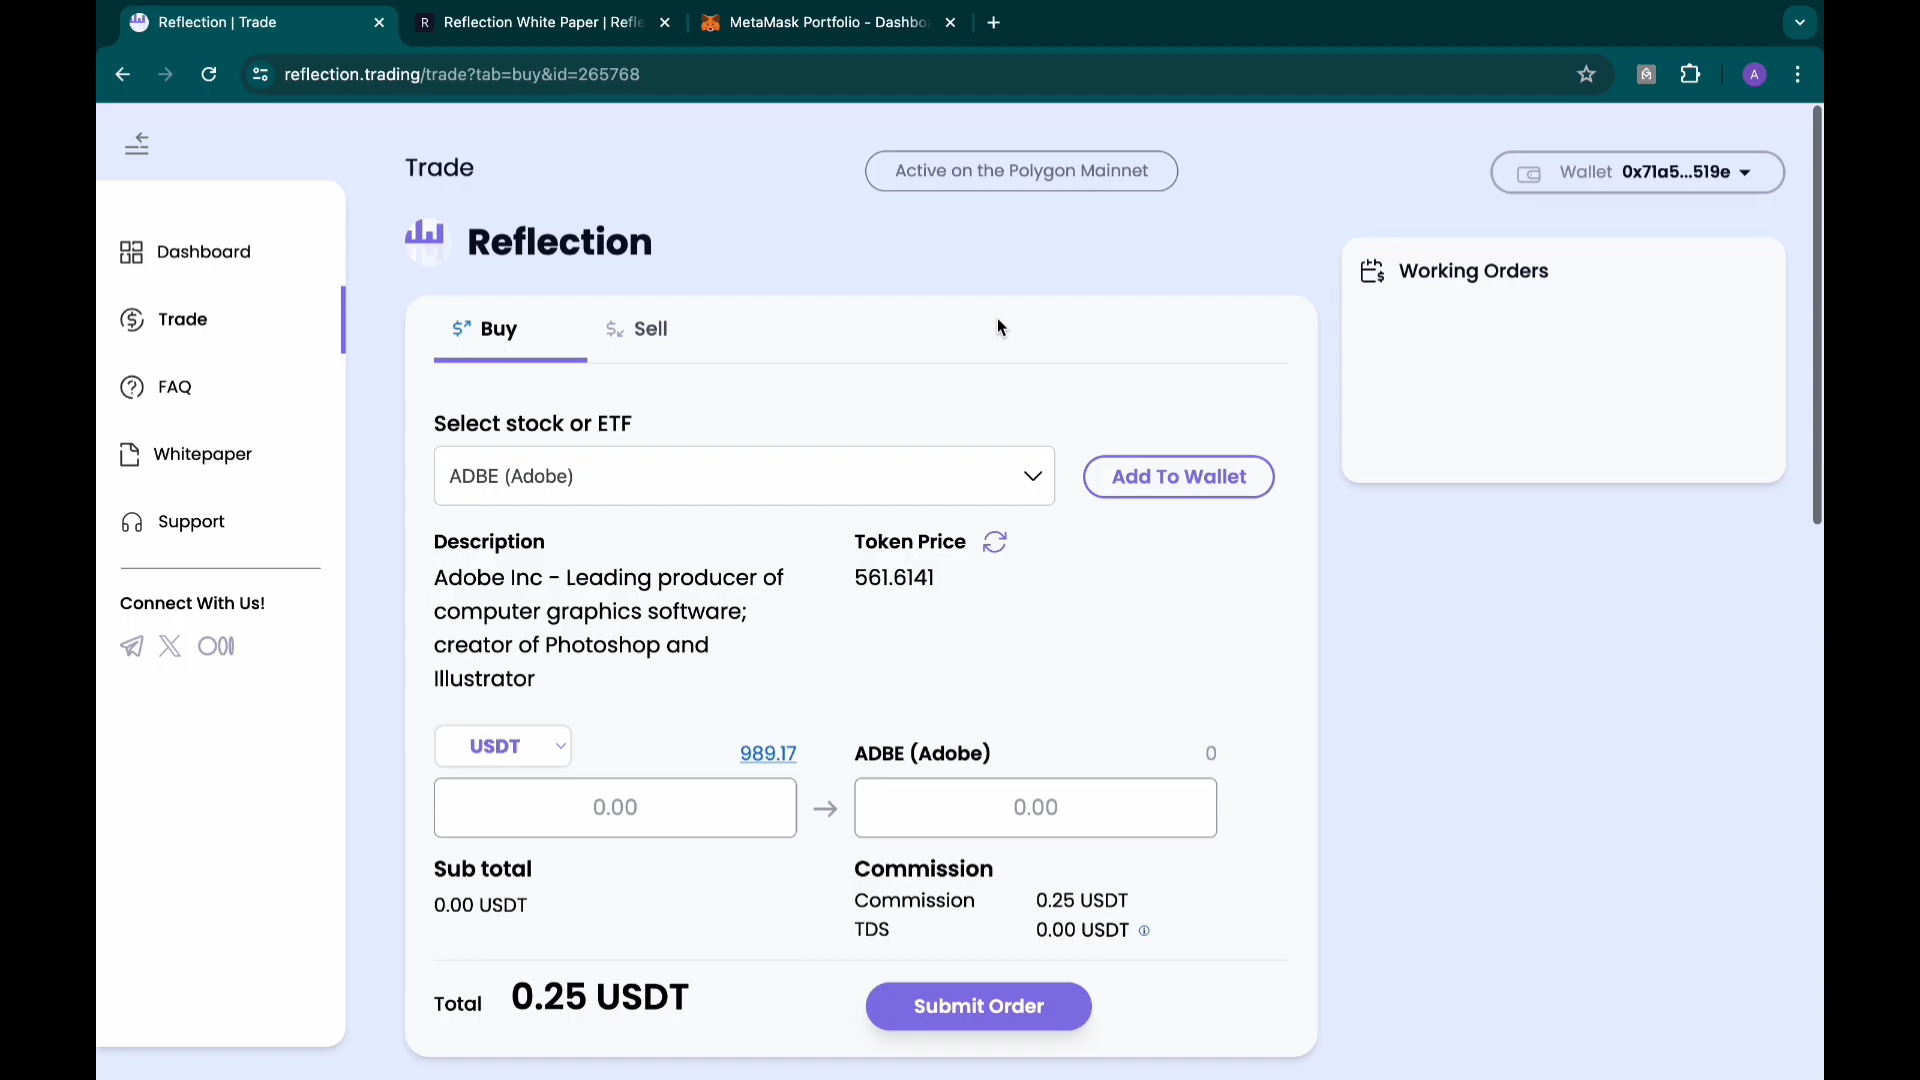 Reflection | Trade
Reflection White Paper | Refle
MetaMask Portfolio - Dashbo
reflection.trading/trade?tab=buy&id=265768
A
R
Trade
Active on the Polygon Mainnet
Wallet 0x71a5...519e
Reflection
Dashboard
Trade
FAQ
Whitepaper
Support
Connect With Us!
Buy
Sell
Working Orders
Select stock or ETF
ADBE (Adobe)
Add To Wallet
Description
Token Price
Adobe Inc - Leading producer of
computer graphics software;
creator of Photoshop and
Illustrator
561.6141
USDT
989.17
ADBE (Adobe)
0
0.00
0.00
Sub total
0.00 USDT
Commission
Commission
0.25 USDT
TDS
0.00 USDT
Total
0.25 USDT
Submit Order